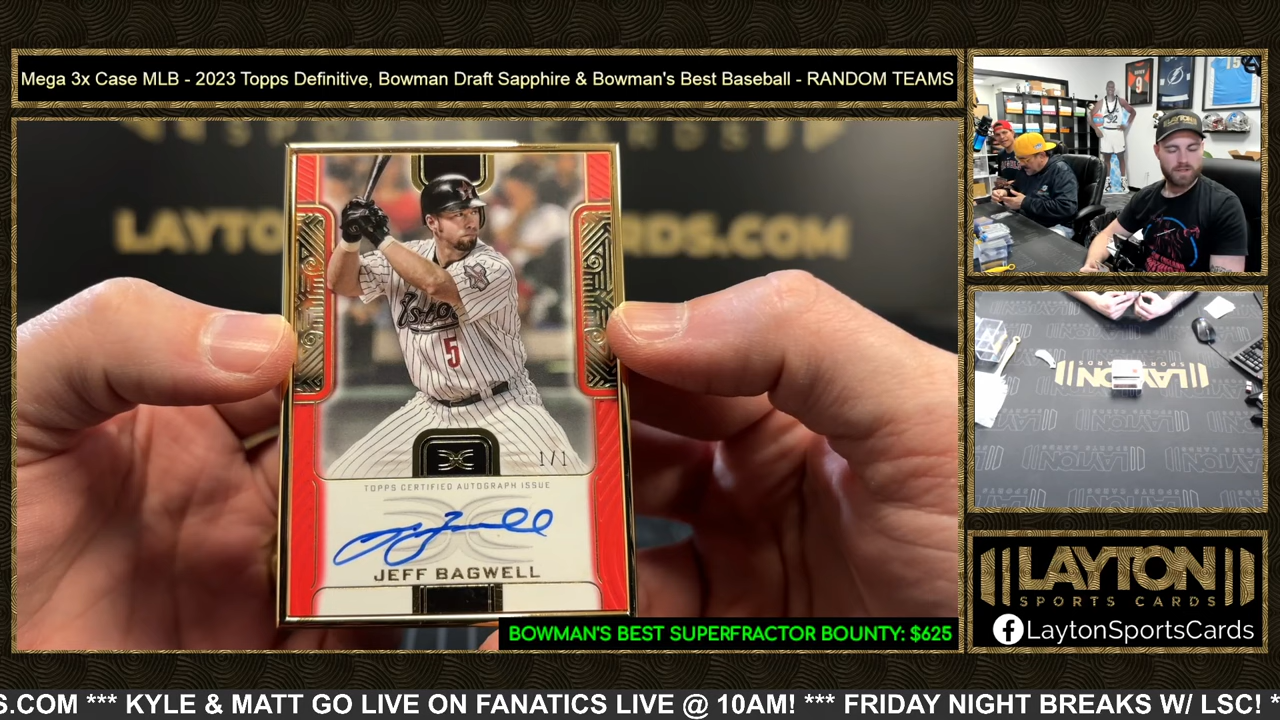 Mega 3x Case MLB - 2023 Topps Definitive, Bowman Draft Sapphire & Bowman's Best Baseball - RANDOM TEAMS
5
1/1
TOPPS CERTIFIED AUTOGRAPH ISSUE
JEFF BAGWELL
BOWMAN'S BEST SUPERFRACTOR BOUNTY: $625
LAYTON
LAYTON
SPORTS CARDS
LaytonSportsCards
S.COM *** KYLE & MATT GO LIVE ON FANATICS LIVE @ 10AM! *** FRIDAY NIGHT BREAKS W/ LSC! *